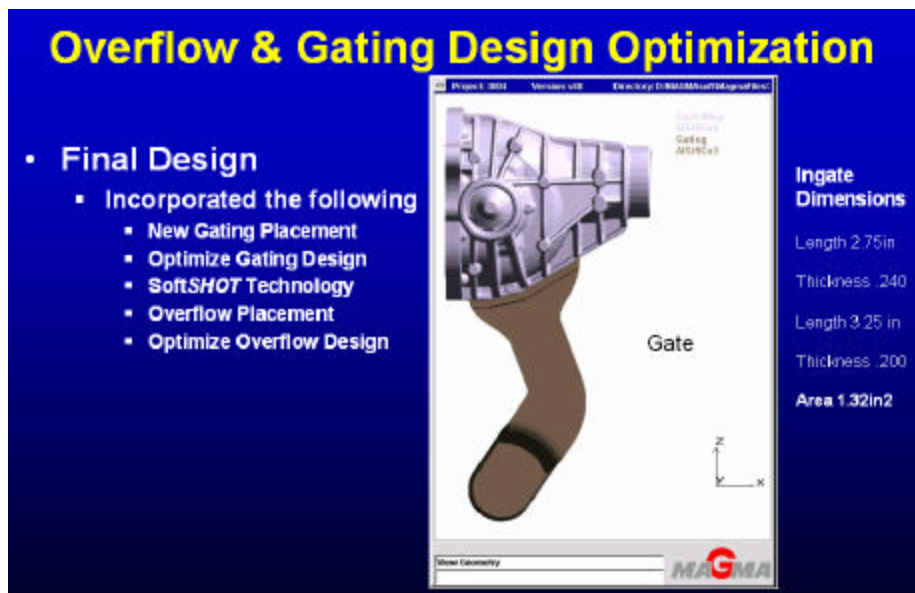 Overflow & Gating Design Optimization
• Final Design
▪ Incorporated the following
▪ New Gating Placement
▪ Optimize Gating Design
▪ SoftSHOT Technology
▪ Overflow Placement
▪ Optimize Overflow Design
Version: v40
Gating
Gate
Z
Y
X
Show Geometry
MAGMA
Ingate
Dimensions
Length 2.75in
Thickness .240
Length 3.25 in
Thickness .200
Area 1.32in2